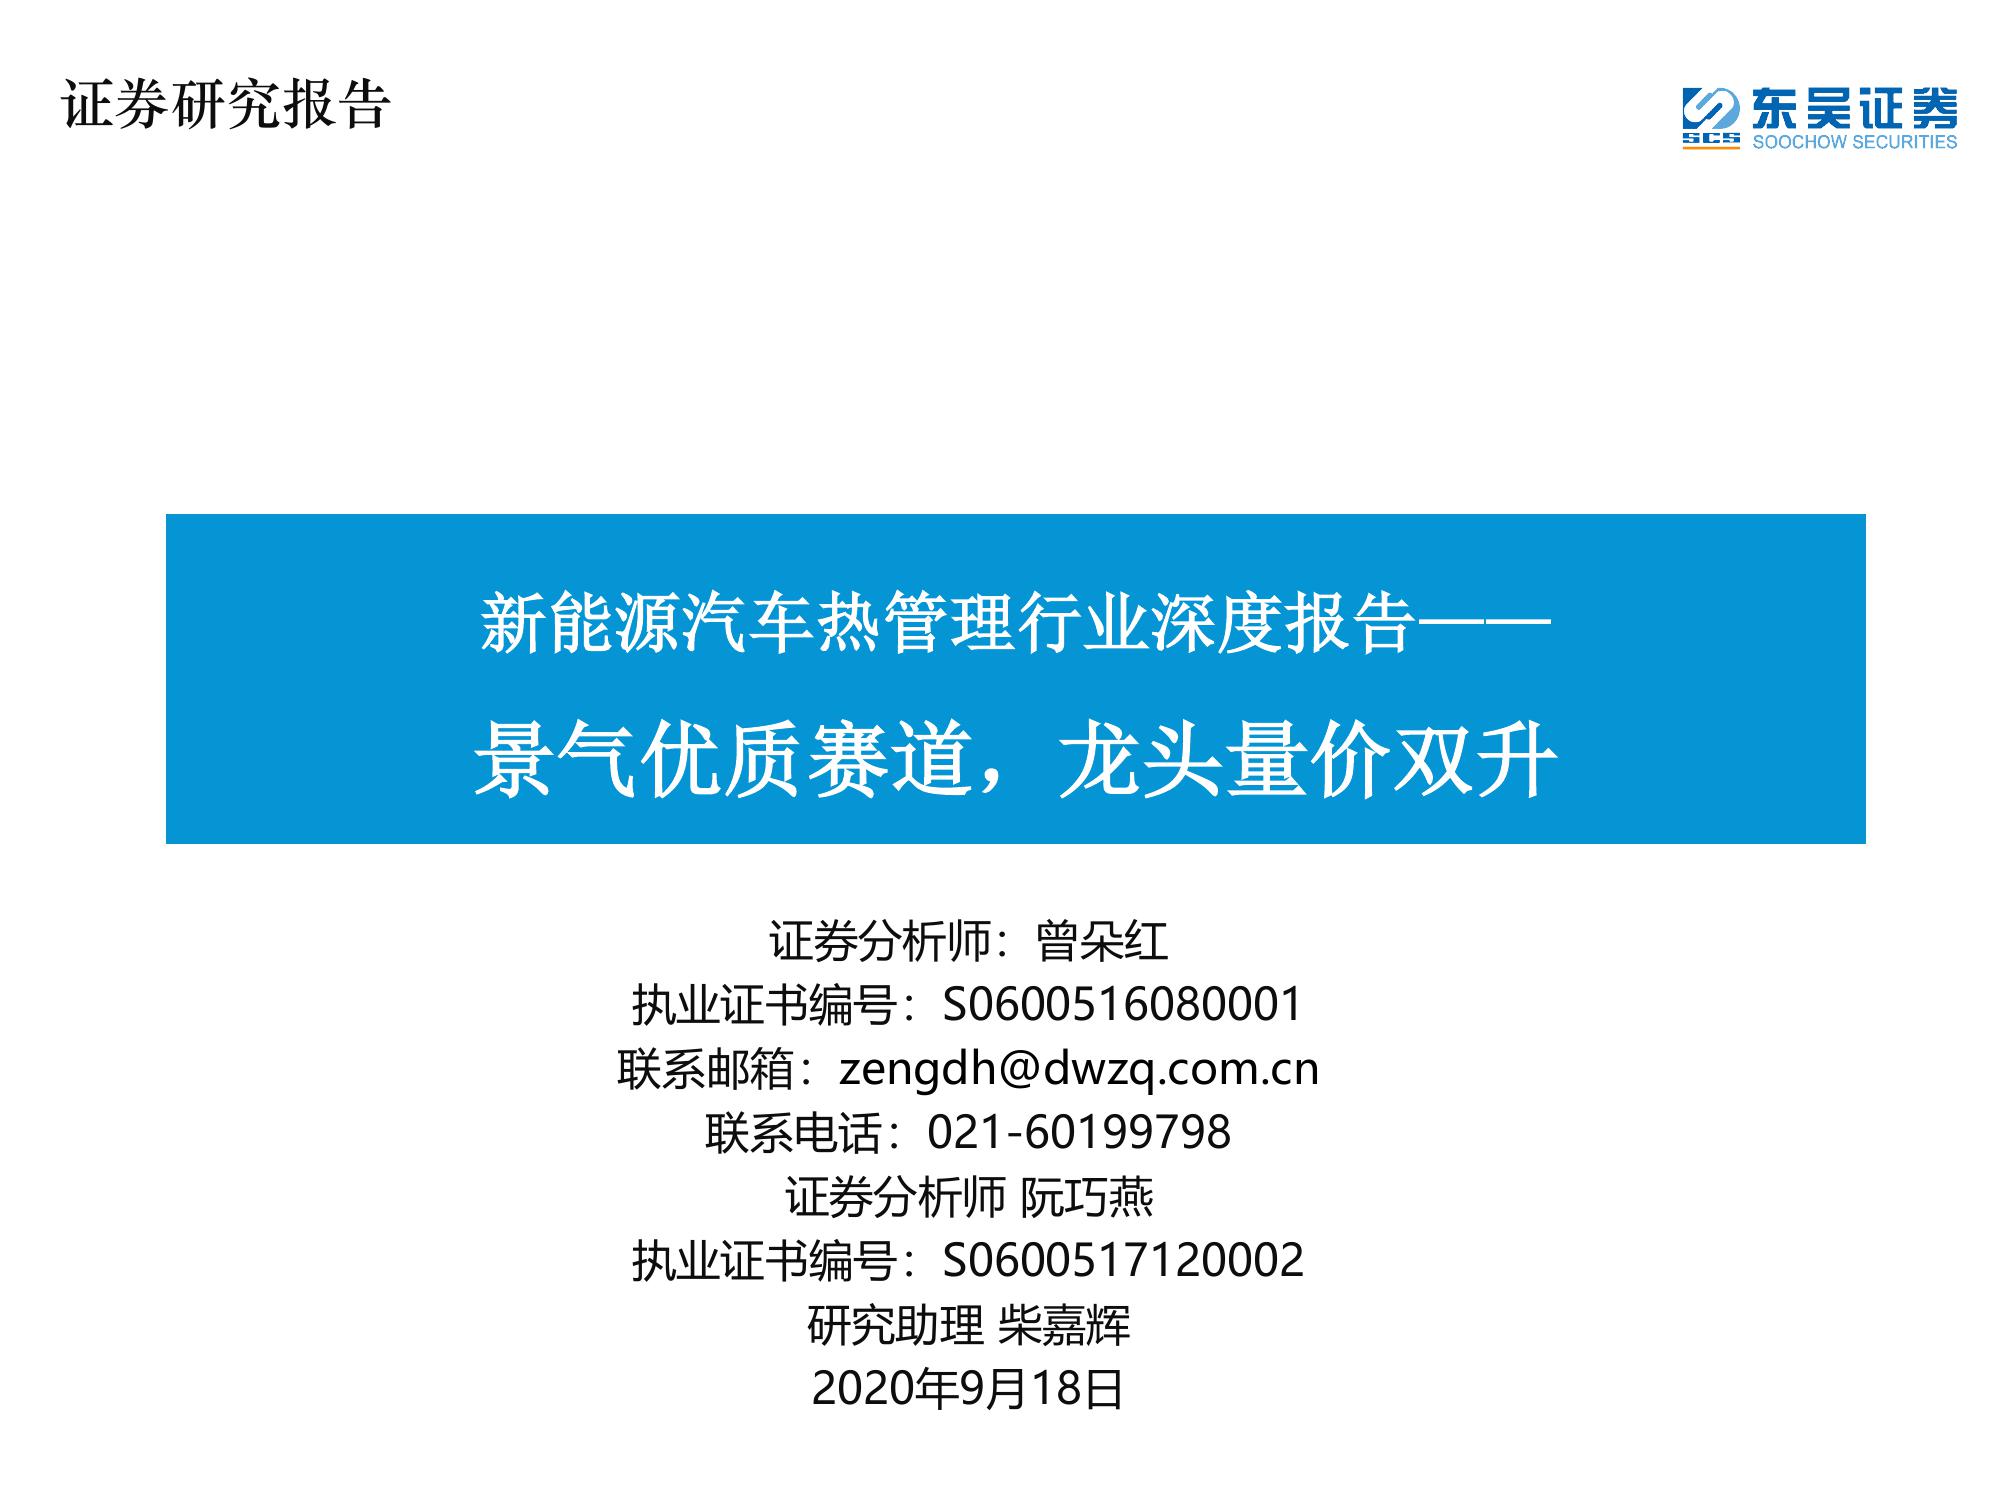 证券研究报告
东吴证券
SCS
SOOCHOW SECURITIES
新能源汽车热管理行业深度报告——
景气优质赛道，龙头量价双升
证券分析师：曾朵红
执业证书编号：S0600516080001
联系邮箱：zengdh@dwzq.com.cn
联系电话：021-60199798
证券分析师 阮巧燕
执业证书编号：S0600517120002
研究助理 柴嘉辉
2020年9月18日